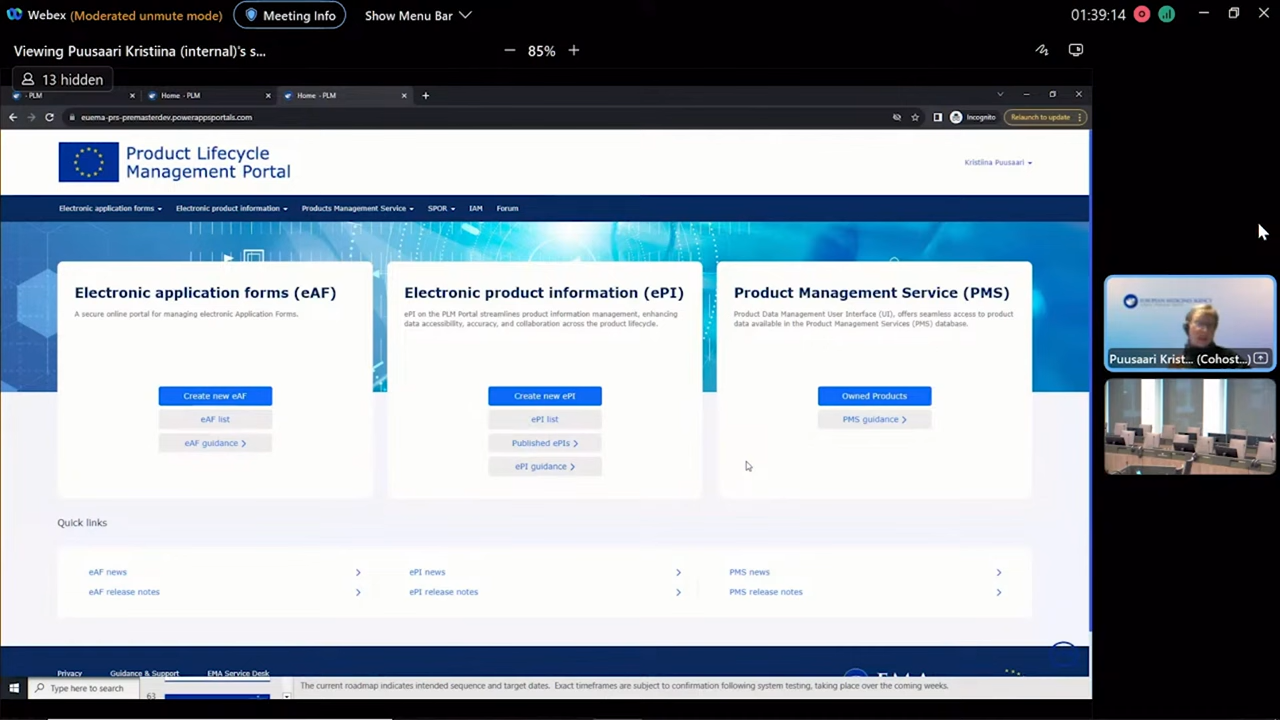 Webex (Moderated unmute mode) Meeting Info Show Menu Bar 01:39:14
Viewing Puusaari Kristiina (internal)'s s... 85%
13 hidden
- PLM Home - PLM Home - PLM
euema-prs-premasterdev.powerappsportals.com Incognito Relaunch to update
Product Lifecycle
Management Portal
Kristiina Puusaari
Electronic application forms Electronic product information Products Management Service SPOR IAM Forum
Electronic application forms (eAF)
A secure online portal for managing electronic Application Forms.
Create new eAF
eAF list
eAF guidance
Electronic product information (ePI)
ePI on the PLM Portal streamlines product information management, enhancing
data accessibility, accuracy, and collaboration across the product lifecycle.
Create new ePI
ePI list
Published ePIs
ePI guidance
Product Management Service (PMS)
Product Data Management User Interface (UI), offers seamless access to product
data available in the Product Management Services (PMS) database.
Owned Products
PMS guidance
EUROPEAN MEDICINES AGENCY
Puusaari Krist... (Cohost...)
Quick links
eAF news
eAF release notes
ePI news
ePI release notes
PMS news
PMS release notes
Privacy Guidance & Support EMA Service Desk
EMA
Type here to search
63
The current roadmap indicates intended sequence and target dates. Exact timeframes are subject to confirmation following system testing, taking place over the coming weeks.